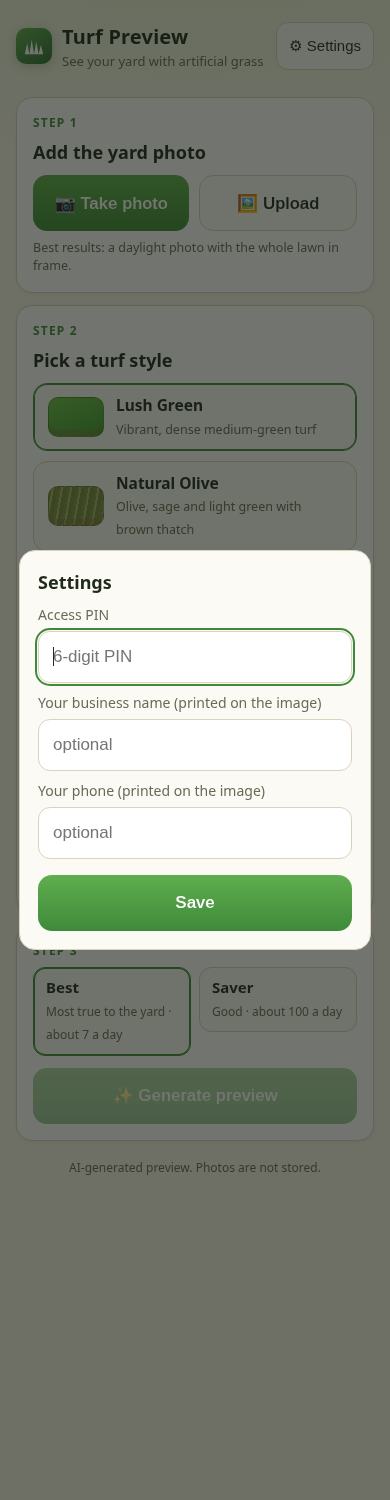 Turf Preview
See your yard with artificial grass
⚙ Settings
STEP 1
Add the yard photo
📷 Take photo
🖼️ Upload
Best results: a daylight photo with the whole lawn in
frame.
STEP 2
Pick a turf style
Lush Green
Vibrant, dense medium-green turf
Natural Olive
Olive, sage and light green with
brown thatch
Settings
Access PIN
6-digit PIN
Your business name (printed on the image)
optional
Your phone (printed on the image)
optional
Save
STEP 3
Best
Most true to the yard ·
about 7 a day
Saver
Good · about 100 a day
✨ Generate preview
AI-generated preview. Photos are not stored.